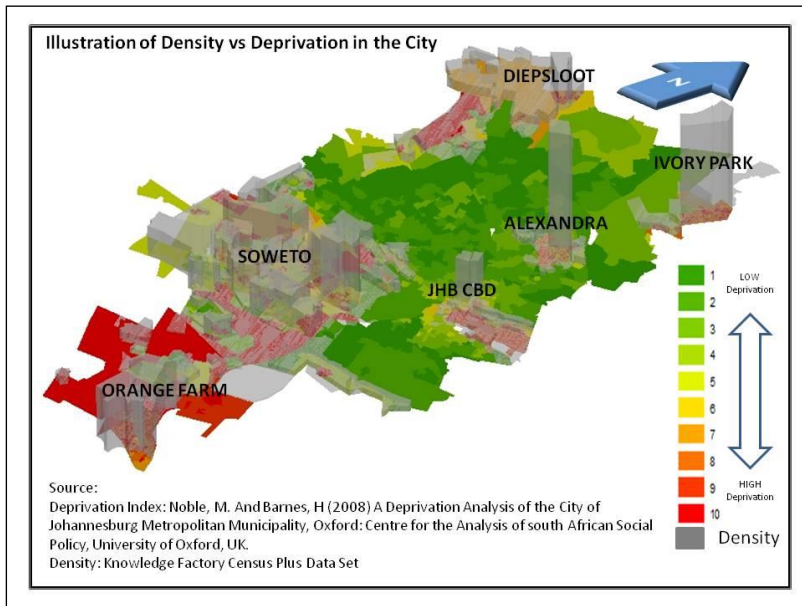 Illustration of Density vs Deprivation in the City
DIEPSLOOT
N
IVORY PARK
ALEXANDRA
SOWETO
JHB CBD
ORANGE FARM
1
2
3
4
5
6
7
8
9
10
LOW
Deprivation
HIGH
Deprivation
Density
Source:
Deprivation Index: Noble, M. And Barnes, H (2008) A Deprivation Analysis of the City of
Johannesburg Metropolitan Municipality, Oxford: Centre for the Analysis of south African Social
Policy, University of Oxford, UK.
Density: Knowledge Factory Census Plus Data Set